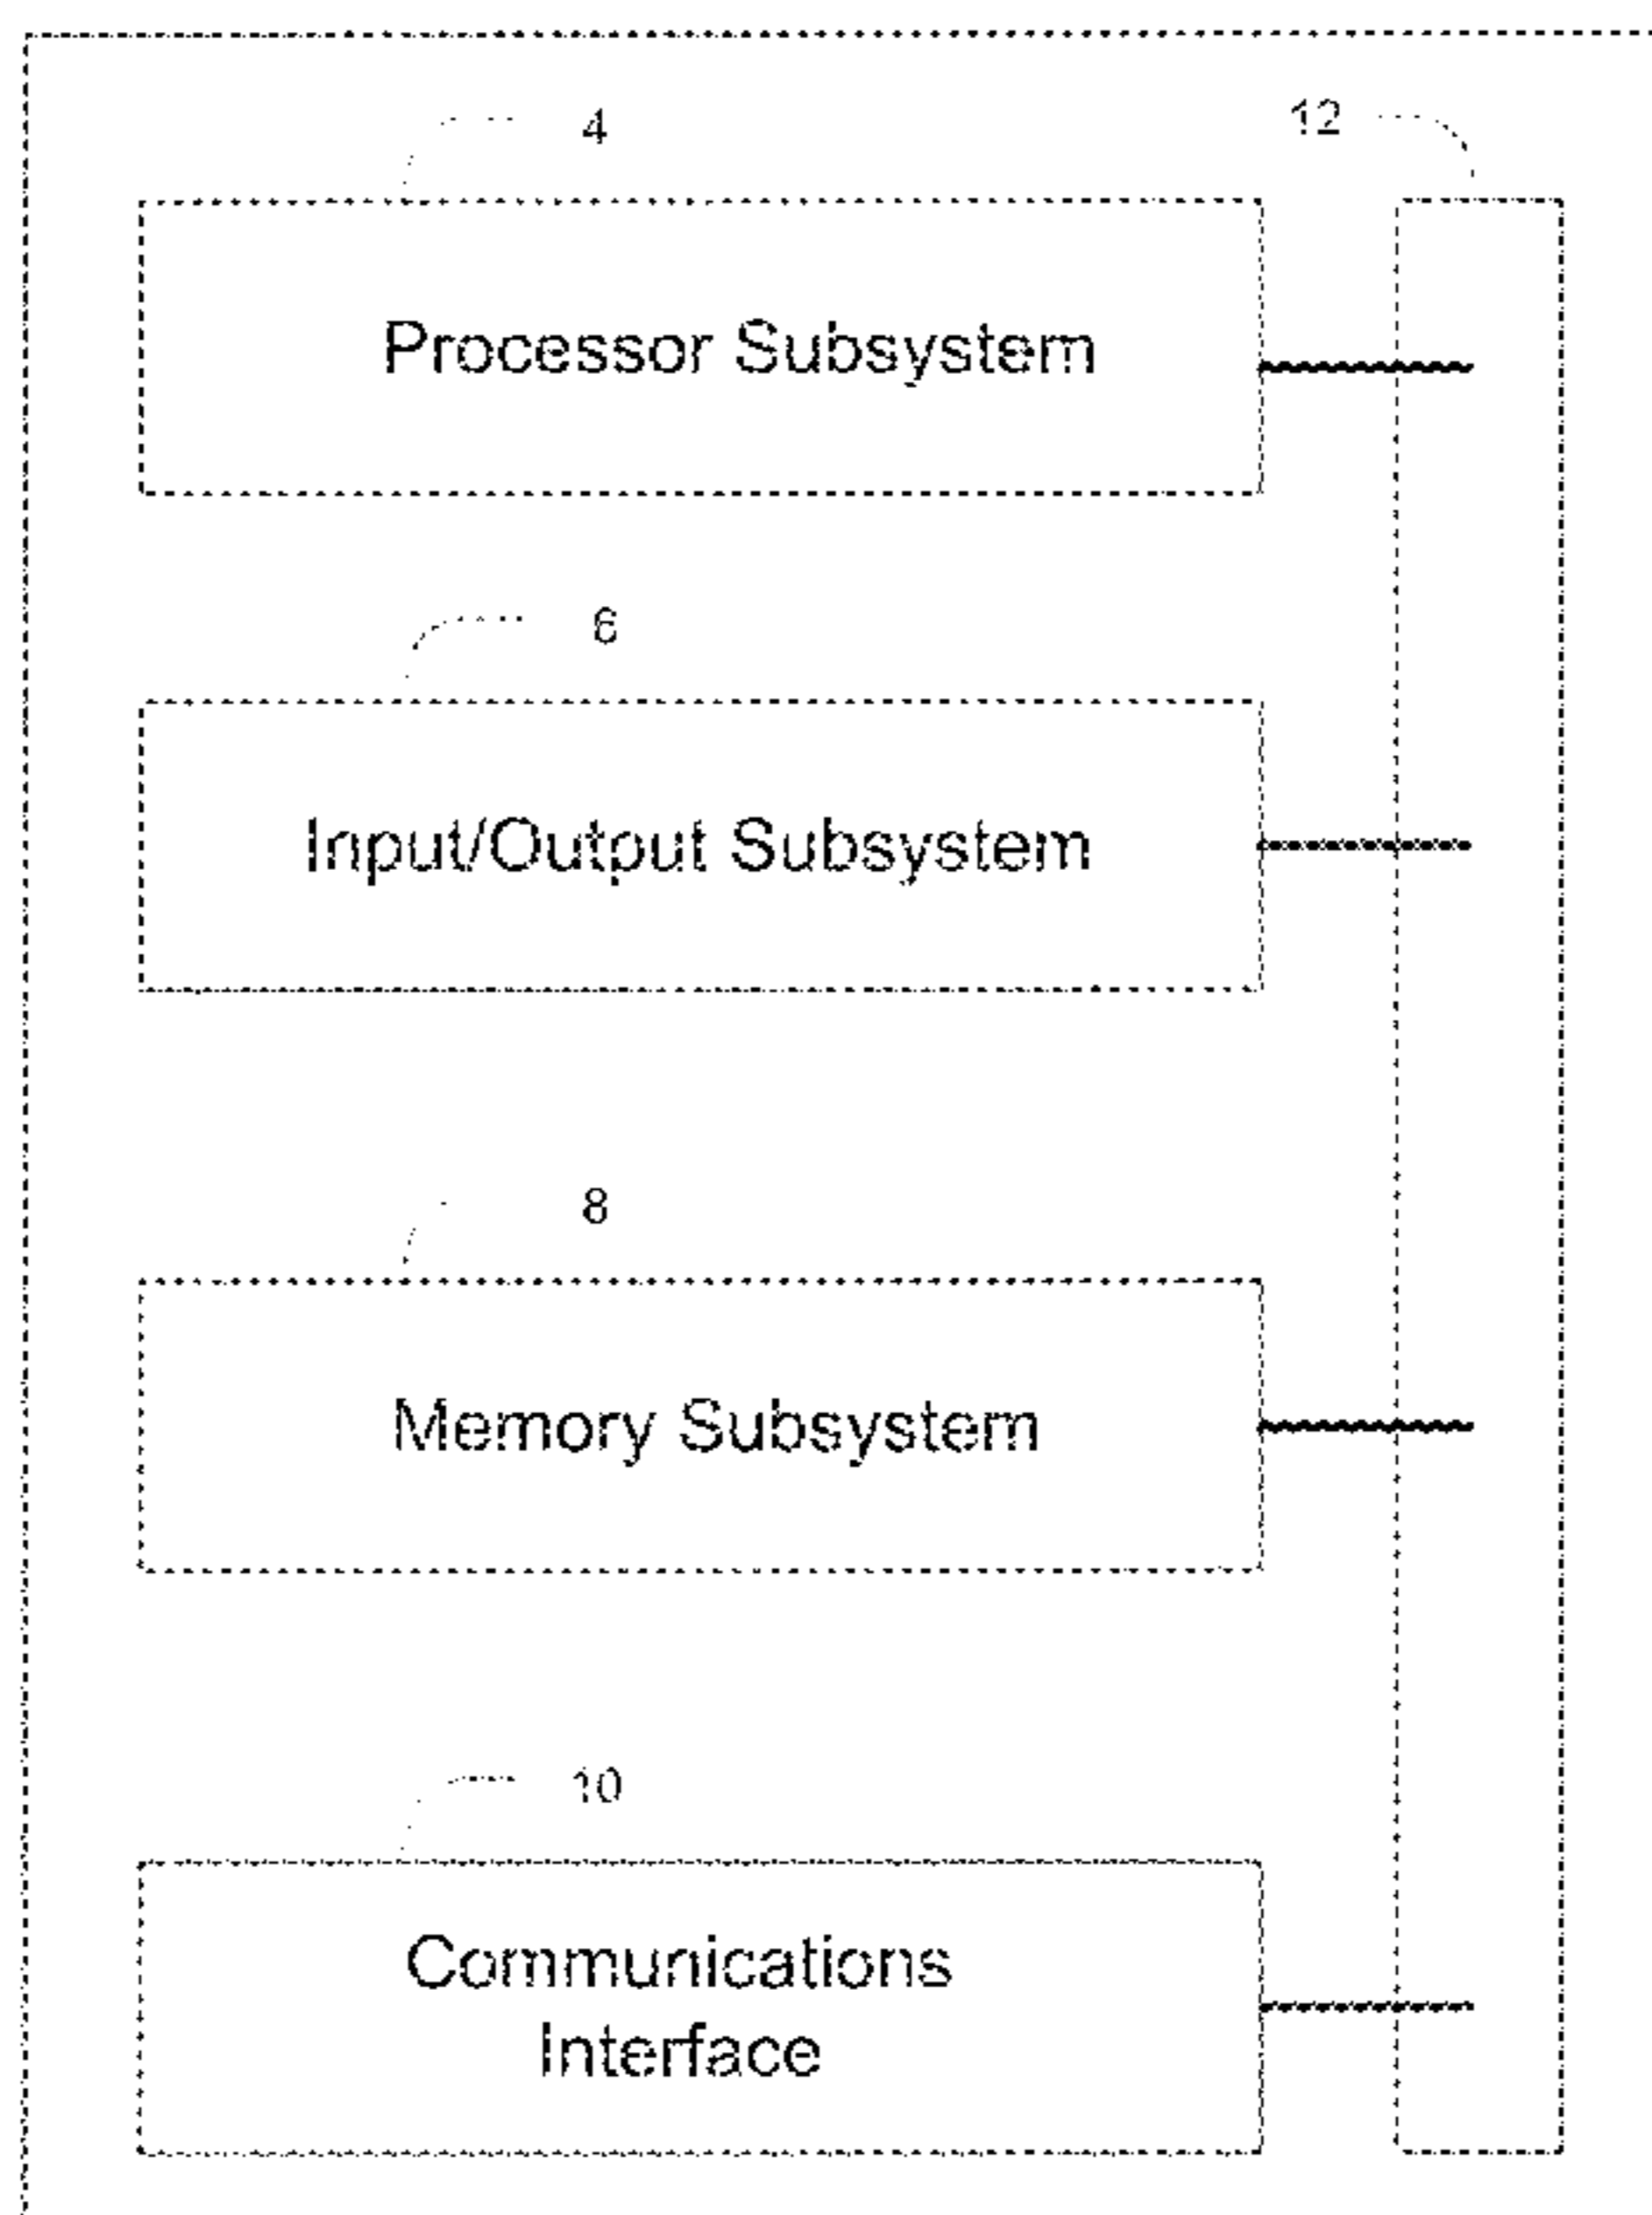 4
12
Processor Subsystem
6
Input/Output Subsystem
8
Memory Subsystem
10
Communications
Interface